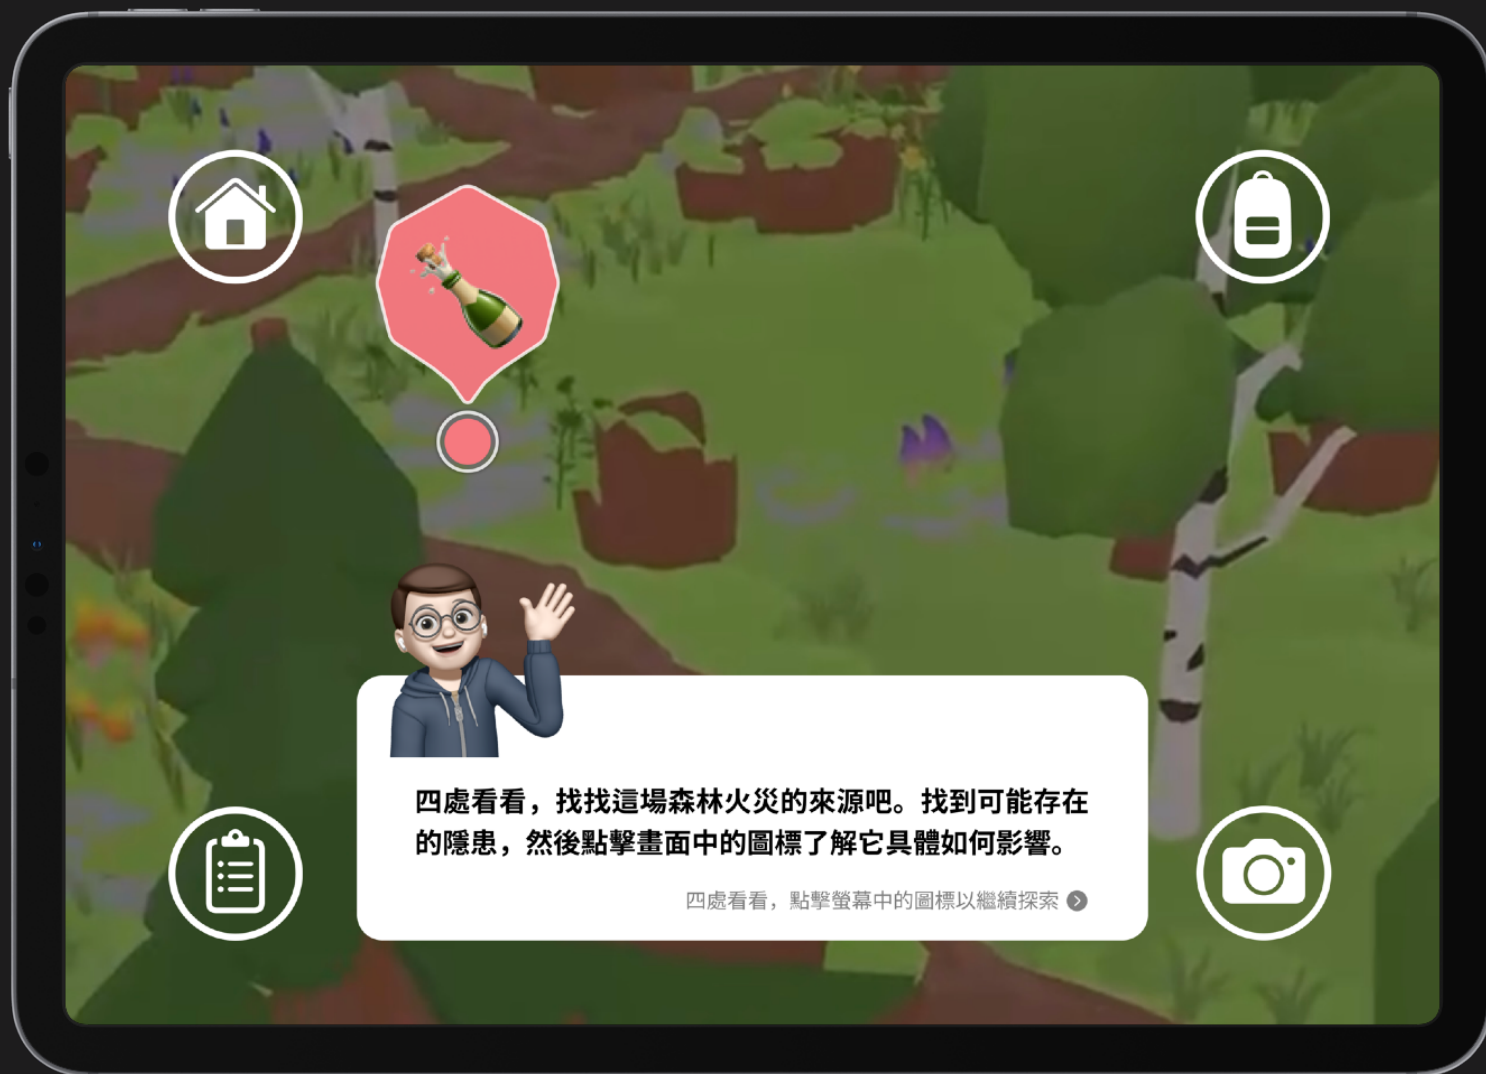 四處看看，找找這場森林火災的來源吧。找到可能存在
的隱患，然後點擊畫面中的圖標了解它具體如何影響。
四處看看，點擊螢幕中的圖標以繼續探索